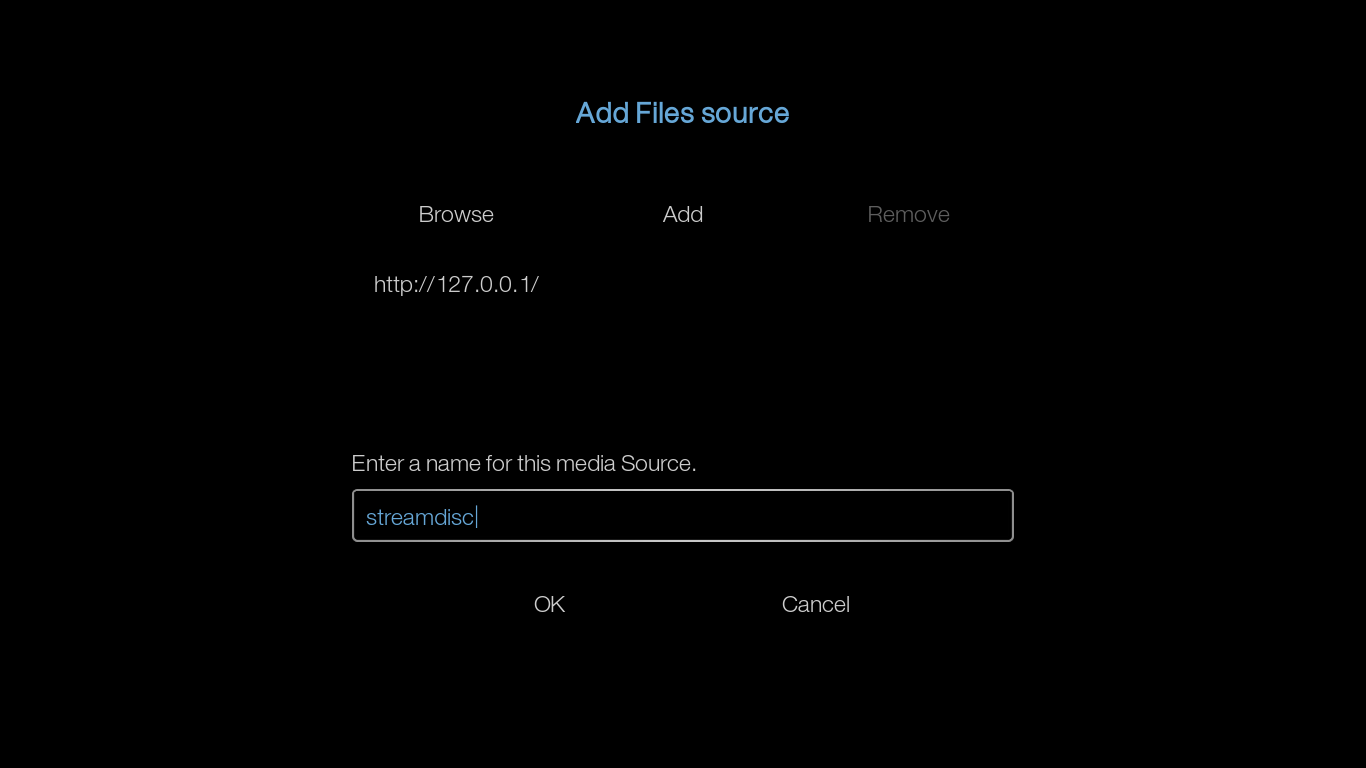 Add Files source
Browse Add Remove
http://127.0.0.1/
Enter a name for this media Source.
streamdisc
OK Cancel